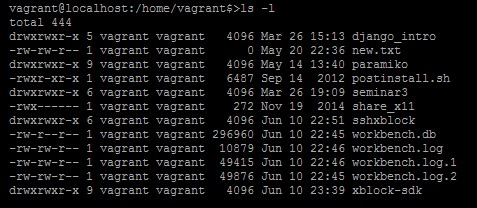 vagrant@localhost:/home/vagrant$>ls -l
total 444
drwxrwxr-x 5 vagrant vagrant   4096 Mar 26 15:13 django_intro
-rw-rw-r-- 1 vagrant vagrant      0 May 20 22:36 new.txt
drwxrwxr-x 6 vagrant vagrant   4096 May 14 13:40 paramiko
-rwxr-xr-x 1 vagrant vagrant   6487 Sep 14  2012 postinstall.sh
drwxrwxr-x 6 vagrant vagrant   4096 Mar 26 19:09 seminar3
-rwx------ 1 vagrant vagrant    272 Nov 19  2014 share_x11
drwxrwxr-x 6 vagrant vagrant   4096 Jun 10 22:51 sshxblock
-rw-r--r-- 1 vagrant vagrant 296960 Jun 10 22:45 workbench.db
-rw-rw-r-- 1 vagrant vagrant  10879 Jun 10 22:46 workbench.log
-rw-rw-r-- 1 vagrant vagrant  49415 Jun 10 22:46 workbench.log.1
-rw-rw-r-- 1 vagrant vagrant  49876 Jun 10 22:45 workbench.log.2
drwxrwxr-x 9 vagrant vagrant   4096 Jun 10 23:39 xblock-sdk